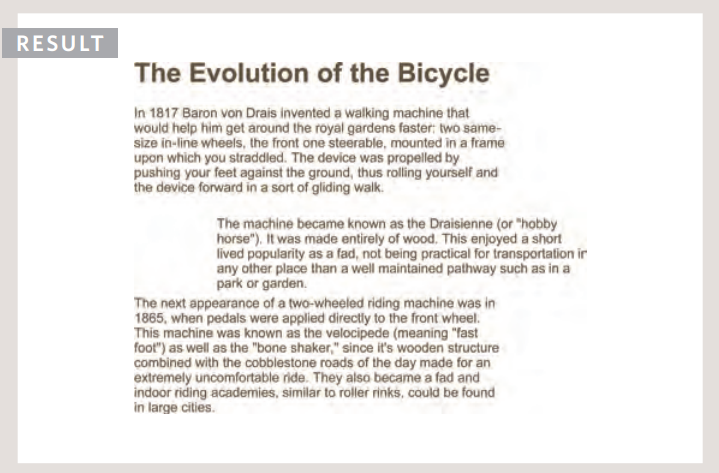 RESULT
The Evolution of the Bicycle
In 1817 Baron von Drais invented a walking machine that
would help him get around the royal gardens faster: two same-
size in-line wheels, the front one steerable, mounted in a frame
upon which you straddled. The device was propelled by
pushing your feet against the ground, thus rolling yourself and
the device forward in a sort of gliding walk.
The machine became known as the Draisienne (or "hobby
horse"). It was made entirely of wood. This enjoyed a short
lived popularity as a fad, not being practical for transportation in
any other place than a well maintained pathway such as in a
park or garden.
The next appearance of a two-wheeled riding machine was in
1865, when pedals were applied directly to the front wheel.
This machine was known as the velocipede (meaning "fast
foot") as well as the "bone shaker," since it's wooden structure
combined with the cobblestone roads of the day made for an
extremely uncomfortable ride. They also became a fad and
indoor riding academies, similar to roller rinks, could be found
in large cities.